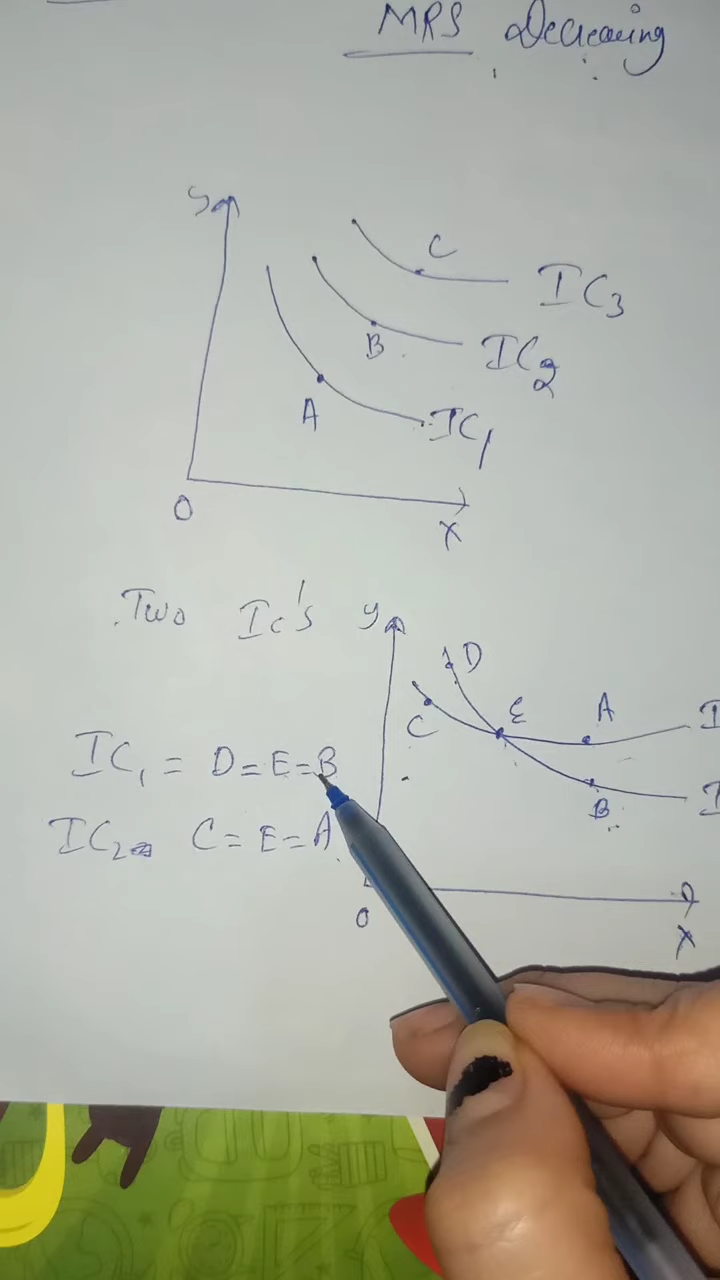 MRS Decreasing
y
C
IC3
B
IC2
A
IC1
O
X
Two Ic's
y
D
E
A
C
I
IC1 = D=E=B
B
I
IC2= C=E=A
O
X